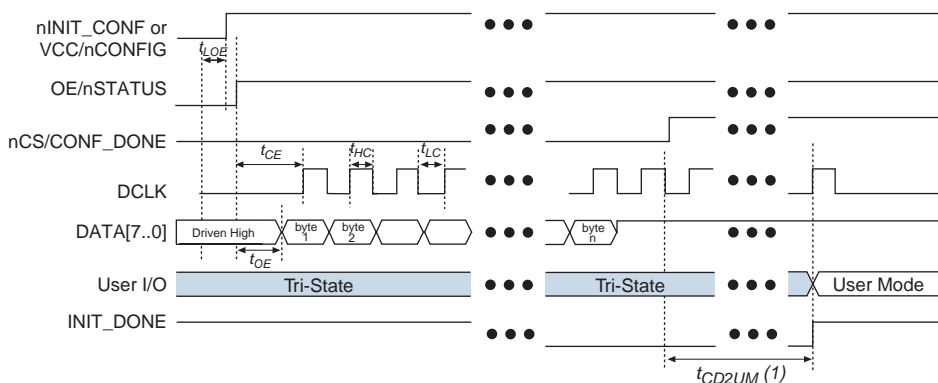 nINIT_CONF or
VCC/nCONFIG
tLOE
OE/nSTATUS
nCS/CONF_DONE
tCE
tHC
tLC
DCLK
DATA[7..0]
Driven High
byte
1
byte
2
byte
n
tOE
User I/O
Tri-State
Tri-State
User Mode
INIT_DONE
tCD2UM (1)